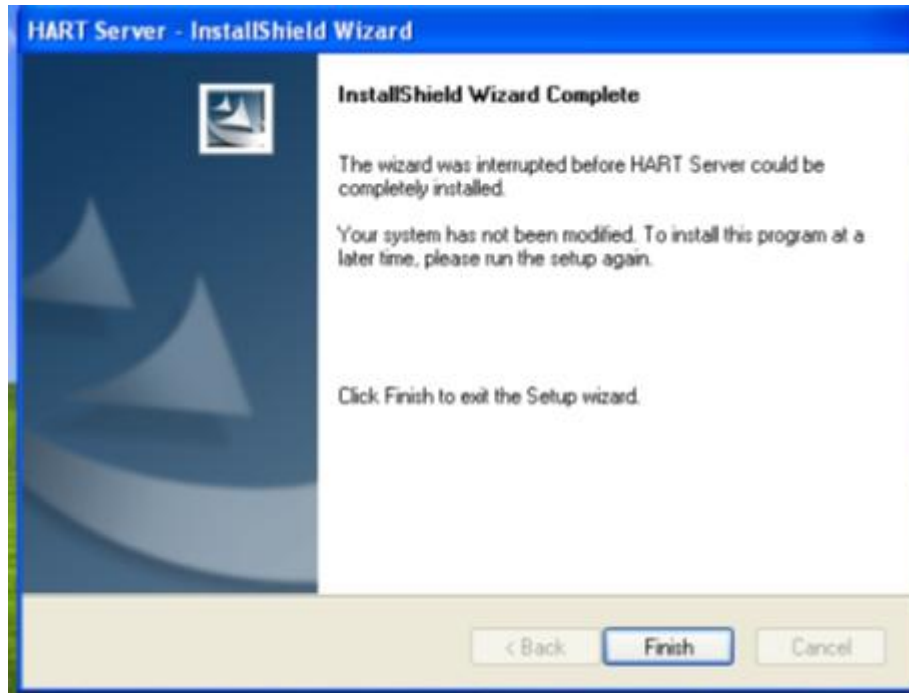 HART Server - InstallShield Wizard
InstallShield Wizard Complete
The wizard was interrupted before HART Server could be
completely installed.
Your system has not been modified. To install this program at a
later time, please run the setup again.
Click Finish to exit the Setup wizard.
< Back Finish Cancel